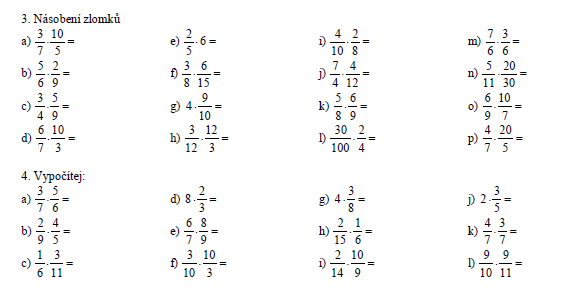 3. Násobení zlomků
a) 3/7 · 10/5 = e) 2/5 · 6 = i) 4/10 · 2/8 = m) 7/6 · 3/6 =
b) 5/6 · 2/9 = f) 3/8 · 6/15 = j) 7/4 · 4/12 = n) 5/11 · 20/30 =
c) 3/4 · 5/9 = g) 4 · 9/10 = k) 5/8 · 6/9 = o) 6/9 · 10/7 =
d) 6/7 · 10/3 = h) 3/12 · 12/3 = l) 30/100 · 2/4 = p) 4/7 · 20/5 =
4. Vypočítej:
a) 3/7 · 5/6 = d) 8 · 2/3 = g) 4 · 3/8 = j) 2 · 3/5 =
b) 2/9 · 4/5 = e) 6/7 · 8/9 = h) 2/15 · 1/6 = k) 4/7 · 3/7 =
c) 1/6 · 3/11 = f) 3/10 · 10/3 = i) 2/14 · 10/9 = l) 9/10 · 9/11 =